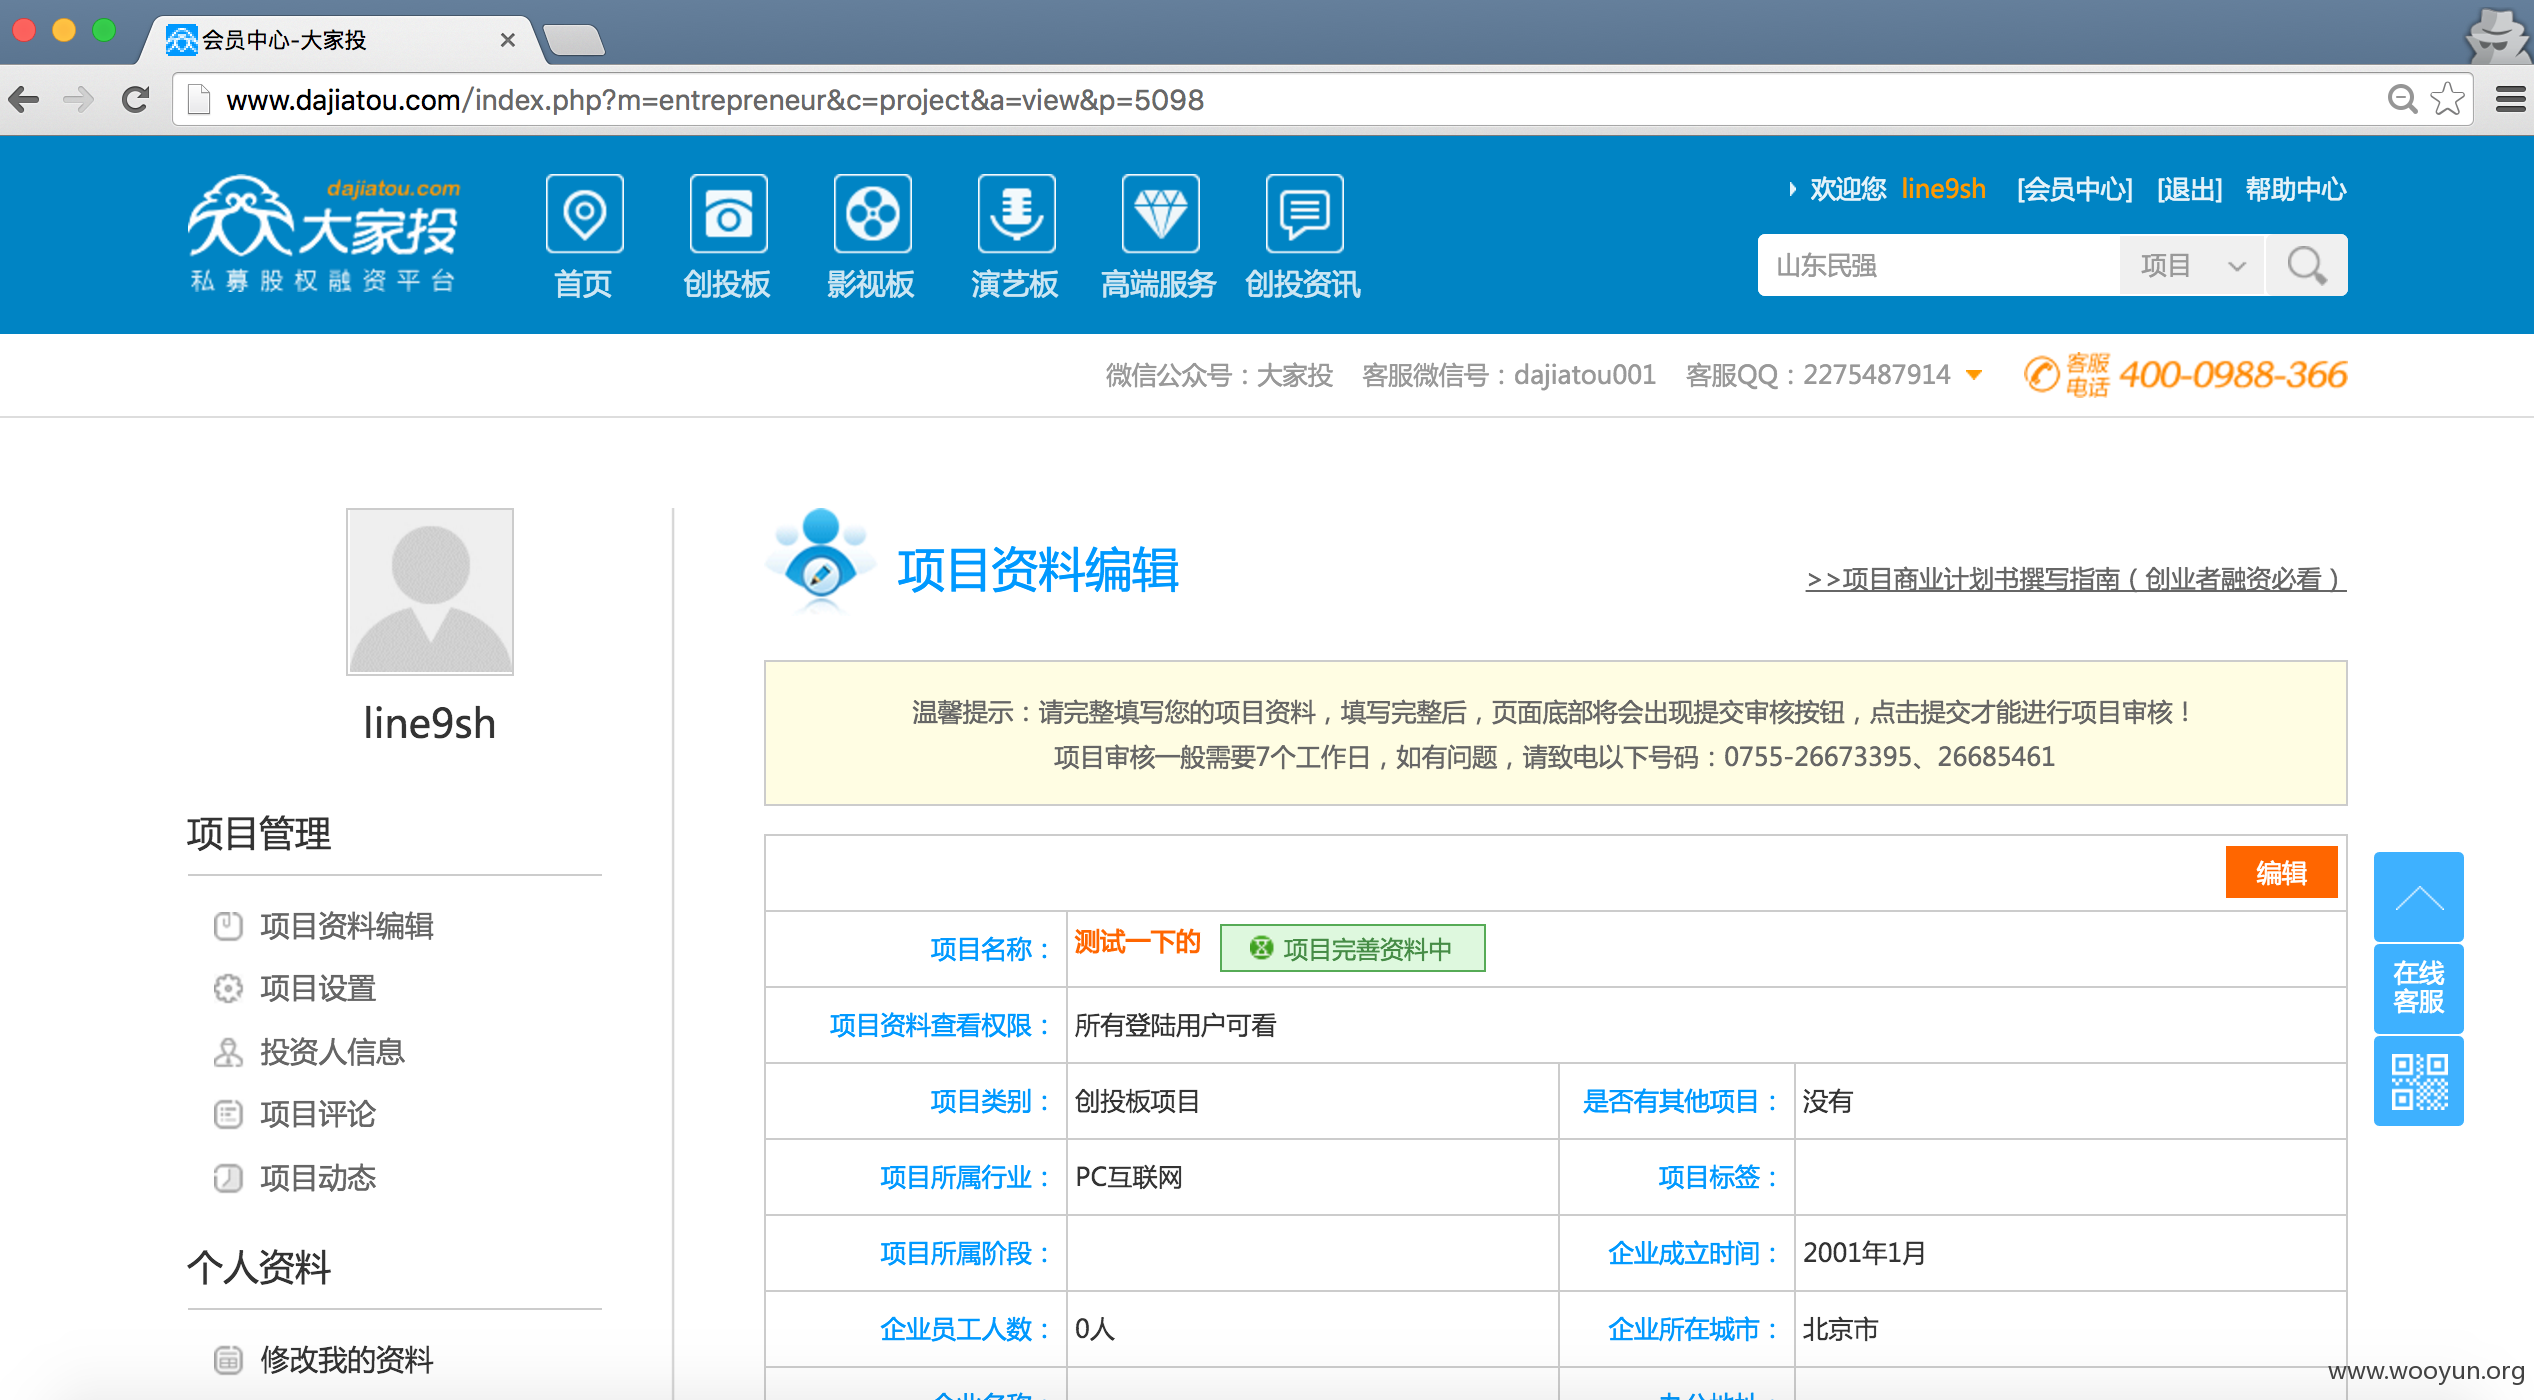 会员中心-大家投
www.dajiatou.com/index.php?m=entrepreneur&c=project&a=view&p=5098
dajiatou.com
大家投
私募股权融资平台
首页 创投板 影视板 演艺板 高端服务 创投资讯
欢迎您 line9sh [会员中心] [退出] 帮助中心
山东民强 项目
微信公众号：大家投 客服微信号：dajiatou001 客服QQ：2275487914 客服电话 400-0988-366
line9sh
项目管理
项目资料编辑
项目设置
投资人信息
项目评论
项目动态
个人资料
修改我的资料
项目资料编辑
>>项目商业计划书撰写指南（创业者融资必看）
温馨提示：请完整填写您的项目资料，填写完整后，页面底部将会出现提交审核按钮，点击提交才能进行项目审核！
项目审核一般需要7个工作日，如有问题，请致电以下号码：0755-26673395、26685461
编辑
项目名称： 测试一下的 项目完善资料中
项目资料查看权限： 所有登陆用户可看
项目类别： 创投板项目 是否有其他项目： 没有
项目所属行业： PC互联网 项目标签：
项目所属阶段： 企业成立时间： 2001年1月
企业员工人数： 0人 企业所在城市： 北京市
在线
客服
www.wooyun.org